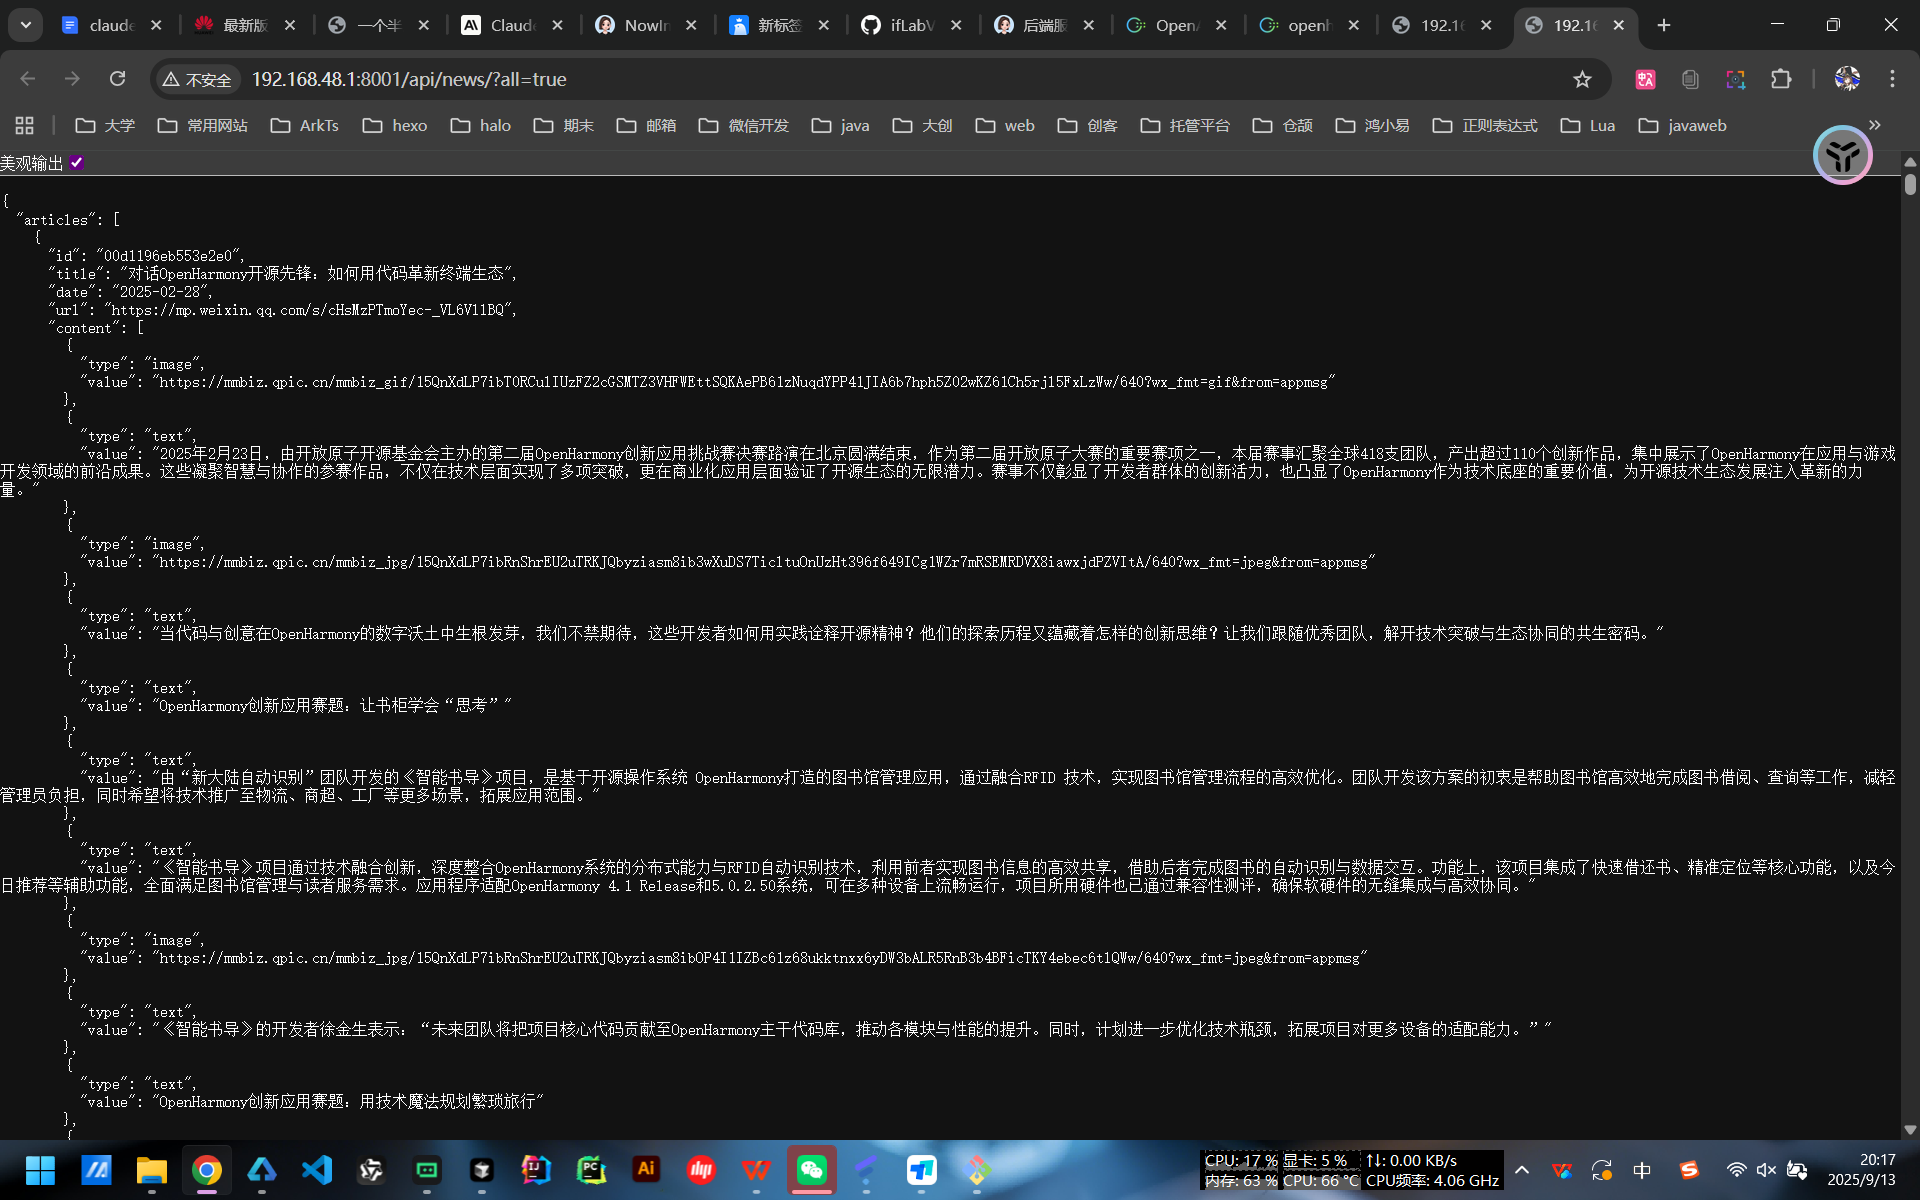 claude
最新版
一个半
Claude
NowIn
新标签
ifLabV
后端服
OpenA
openh
192.16
192.16
不安全
192.168.48.1:8001/api/news/?all=true
大学
常用网站
ArkTs
hexo
halo
期末
邮箱
微信开发
java
大创
web
创客
托管平台
仓颉
鸿小易
正则表达式
Lua
javaweb
美观输出
{
"articles": [
{
"id": "00d1196eb553e2e0",
"title": "对话OpenHarmony开源先锋：如何用代码革新终端生态",
"date": "2025-02-28",
"url": "https://mp.weixin.qq.com/s/cHsMzPTmoYec-_VL6V11BQ",
"content": [
{
"type": "image",
"value": "https://mmbiz.qpic.cn/mmbiz_gif/15QnXdLP7ibT0RCu1IUzFZ2cGSMTZ3VHFWEttSQKAePB61zNuqdYPP41JIA6b7hph5Z02wKZ61Ch5rj15FxLzWw/640?wx_fmt=gif&from=appmsg"
},
{
"type": "text",
"value": "2025年2月23日，由开放原子开源基金会主办的第二届OpenHarmony创新应用挑战赛决赛路演在北京圆满结束，作为第二届开放原子大赛的重要赛项之一，本届赛事汇聚全球418支团队，产出超过110个创新作品，集中展示了OpenHarmony在应用与游戏
开发领域的前沿成果。这些凝聚智慧与协作的参赛作品，不仅在技术层面实现了多项突破，更在商业化应用层面验证了开源生态的无限潜力。赛事不仅彰显了开发者群体的创新活力，也凸显了OpenHarmony作为技术底座的重要价值，为开源技术生态发展注入革新的力
量。"
},
{
"type": "image",
"value": "https://mmbiz.qpic.cn/mmbiz_jpg/15QnXdLP7ibRnShrEU2uTRKJQbyziasm8ib3wXuDS7Tic1tuOnUzHt396f649ICg1WZr7mRSEMRDVX8iawxjdPZVItA/640?wx_fmt=jpeg&from=appmsg"
},
{
"type": "text",
"value": "当代码与创意在OpenHarmony的数字沃土中生根发芽，我们不禁期待，这些开发者如何用实践诠释开源精神？他们的探索历程又蕴藏着怎样的创新思维？让我们跟随优秀团队，解开技术突破与生态协同的共生密码。"
},
{
"type": "text",
"value": "OpenHarmony创新应用赛题：让书柜学会“思考”"
},
{
"type": "text",
"value": "由“新大陆自动识别”团队开发的《智能书导》项目，是基于开源操作系统 OpenHarmony打造的图书馆管理应用，通过融合RFID 技术，实现图书馆管理流程的高效优化。团队开发该方案的初衷是帮助图书馆高效地完成图书借阅、查询等工作，减轻
管理员负担，同时希望将技术推广至物流、商超、工厂等更多场景，拓展应用范围。"
},
{
"type": "text",
"value": "《智能书导》项目通过技术融合创新，深度整合OpenHarmony系统的分布式能力与RFID自动识别技术，利用前者实现图书信息的高效共享，借助后者完成图书的自动识别与数据交互。功能上，该项目集成了快速借还书、精准定位等核心功能，以及今
日推荐等辅助功能，全面满足图书馆管理与读者服务需求。应用程序适配OpenHarmony 4.1 Release和5.0.2.50系统，可在多种设备上流畅运行，项目所用硬件也已通过兼容性测评，确保软硬件的无缝集成与高效协同。"
},
{
"type": "image",
"value": "https://mmbiz.qpic.cn/mmbiz_jpg/15QnXdLP7ibRnShrEU2uTRKJQbyziasm8ibOP4I1IZBc61z68ukktnxx6yDW3bALR5RnB3b4BFicTKY4ebec6t1QWw/640?wx_fmt=jpeg&from=appmsg"
},
{
"type": "text",
"value": "《智能书导》的开发者徐金生表示：“未来团队将把项目核心代码贡献至OpenHarmony主干代码库，推动各模块与性能的提升。同时，计划进一步优化技术瓶颈，拓展项目对更多设备的适配能力。”"
},
{
"type": "text",
"value": "OpenHarmony创新应用赛题：用技术魔法规划繁琐旅行"
},
{
CPU: 17 % 显卡: 5 % ↑↓: 0.00 KB/s
内存: 63 % CPU: 66 °C CPU频率: 4.06 GHz
中
20:17
2025/9/13